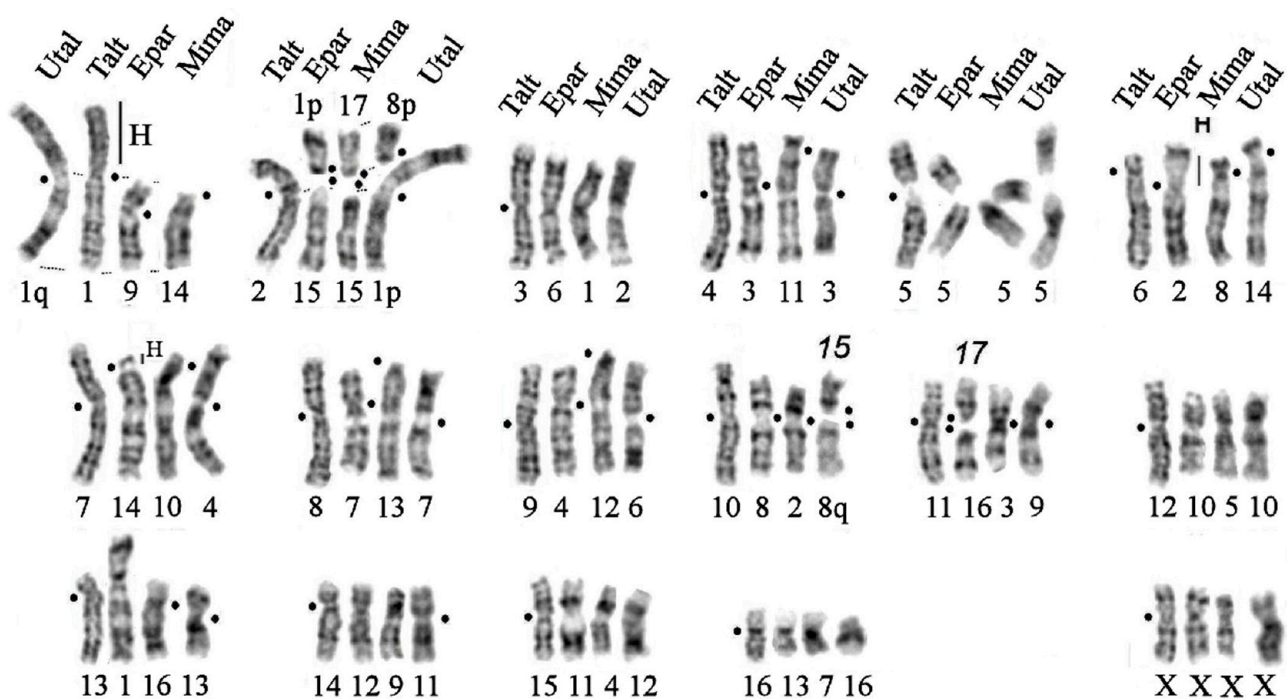 Utal Talt Epar Mima Talt Epar Mima Utal Talt Epar Mima Utal Talt Epar Mima Utal Talt Epar Mima Utal Talt Epar Mima Utal
1p 17 8p
H H
1q 1 9 14 2 15 15 1p 3 6 1 2 4 3 11 3 5 5 5 5 6 2 8 14
H 15 17
7 14 10 4 8 7 13 7 9 4 12 6 10 8 2 8q 11 16 3 9 12 10 5 10
13 1 16 13 14 12 9 11 15 11 4 12 16 13 7 16 X X X X